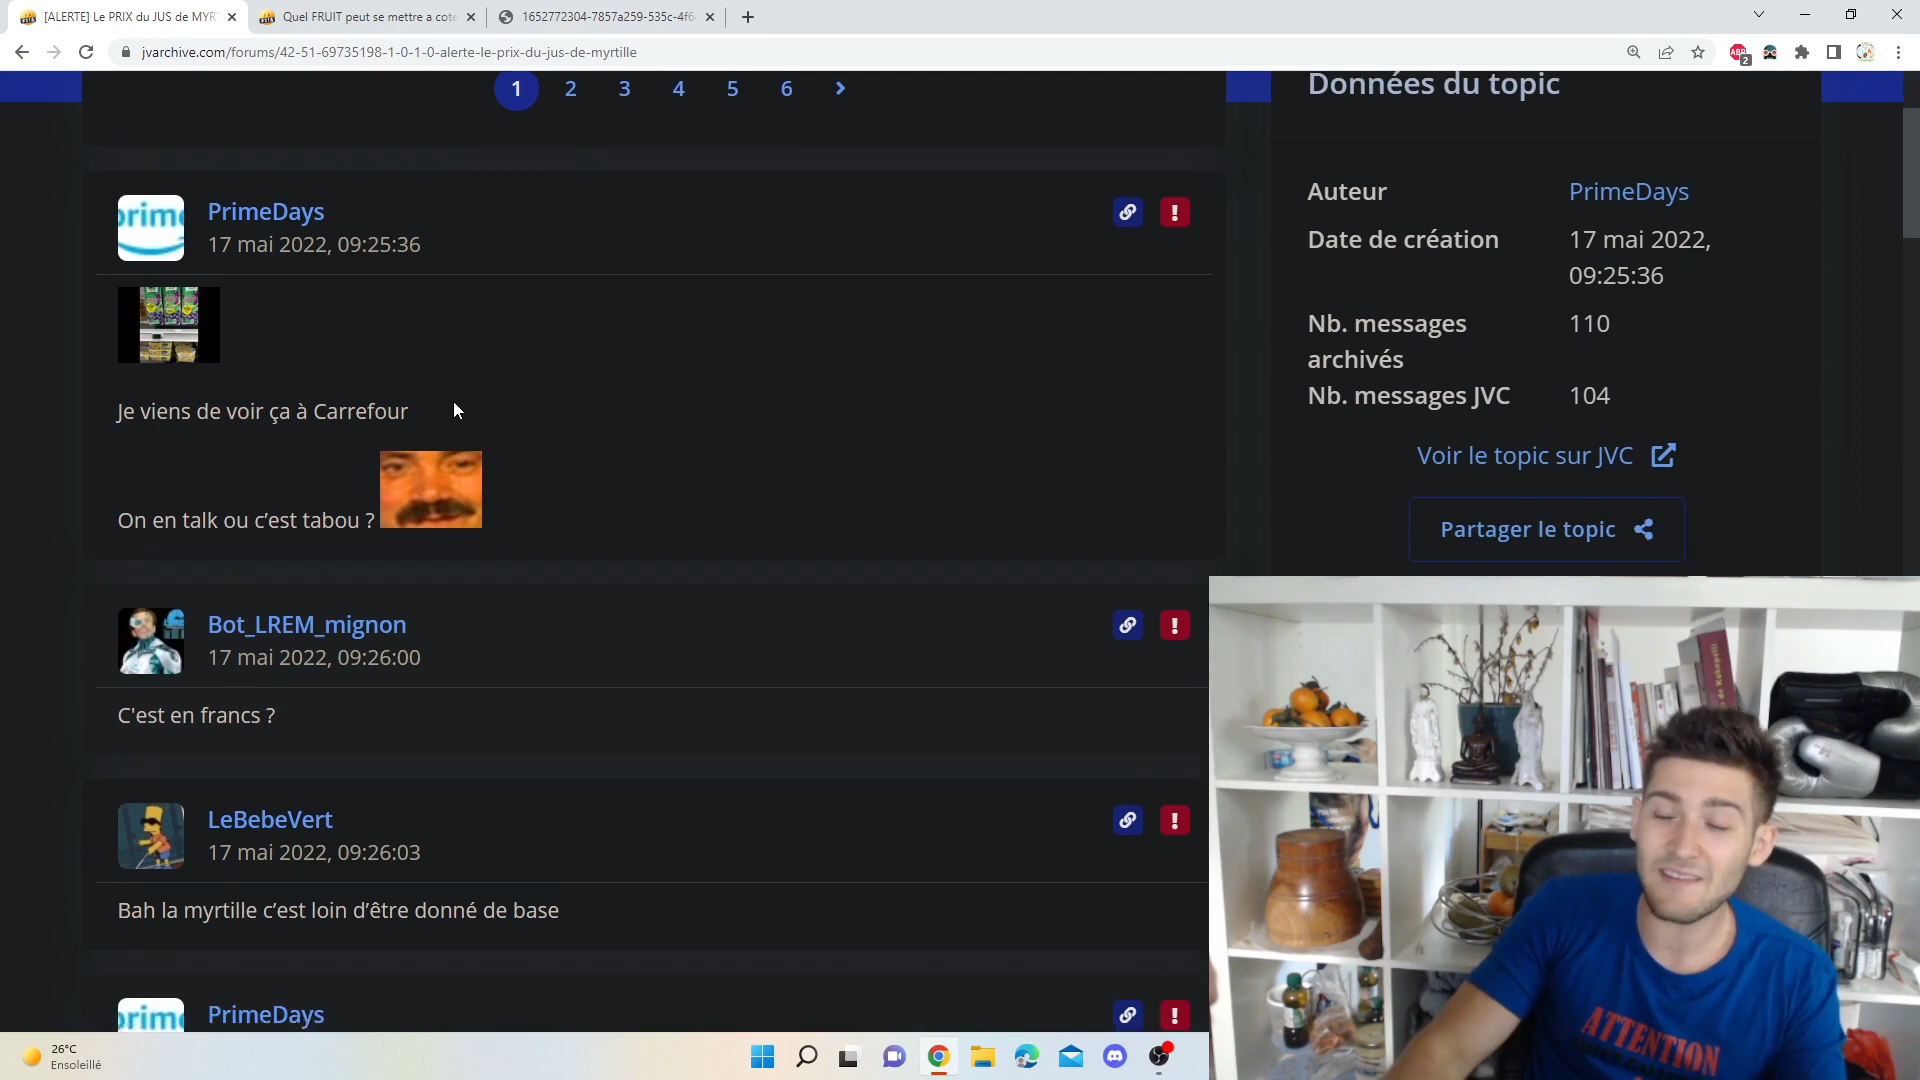 [ALERTE] Le PRIX du JUS de MYRT
Quel FRUIT peut se mettre a cote
1652772304-7857a259-535c-4f6
jvarchive.com/forums/42-51-69735198-1-0-1-0-alerte-le-prix-du-jus-de-myrtille
ABP
2
1 2 3 4 5 6
Données du topic
Auteur PrimeDays
Date de création 17 mai 2022,
09:25:36
Nb. messages 110
archivés
Nb. messages JVC 104
Voir le topic sur JVC
Partager le topic
prime
PrimeDays
17 mai 2022, 09:25:36
Je viens de voir ça à Carrefour
On en talk ou c’est tabou ?
Bot_LREM_mignon
17 mai 2022, 09:26:00
C'est en francs ?
LeBebeVert
17 mai 2022, 09:26:03
Bah la myrtille c’est loin d’être donné de base
prime
PrimeDays
ATTENTION
26°C
Ensoleillé